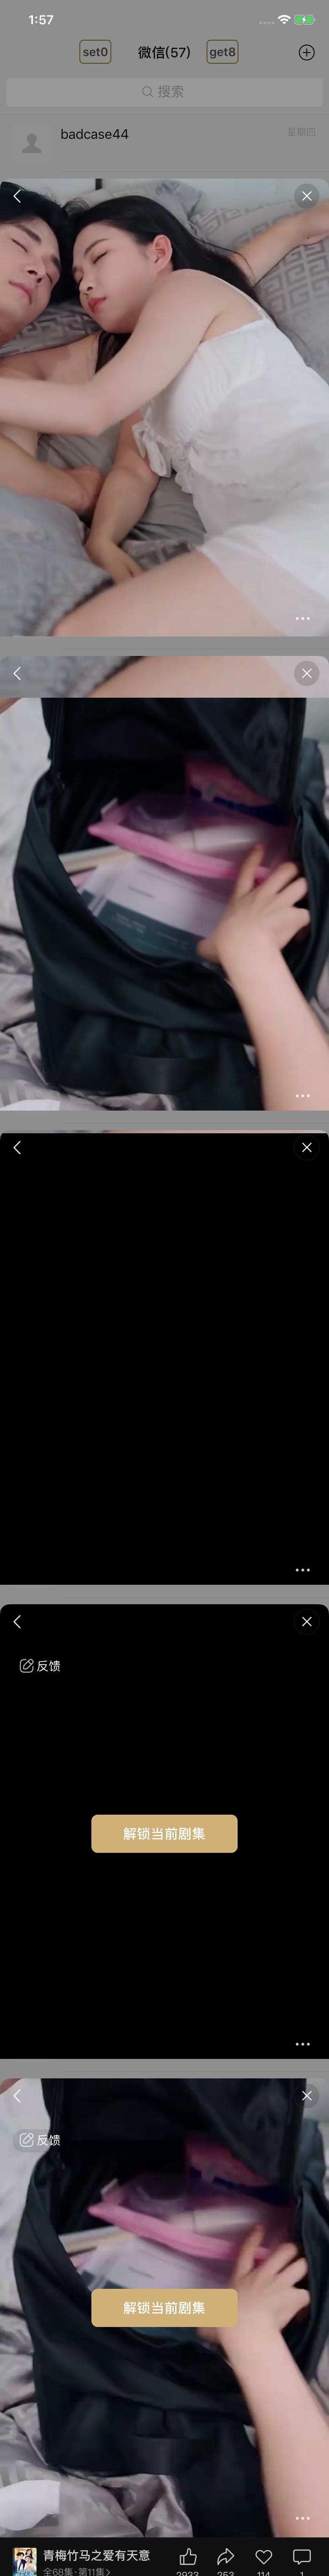 1:57
set0 微信(57) get8
搜索
badcase44 星期四
反馈
解锁当前剧集
反馈
解锁当前剧集
青梅竹马之爱有天意
全68集·第11集
2933 253 114 1